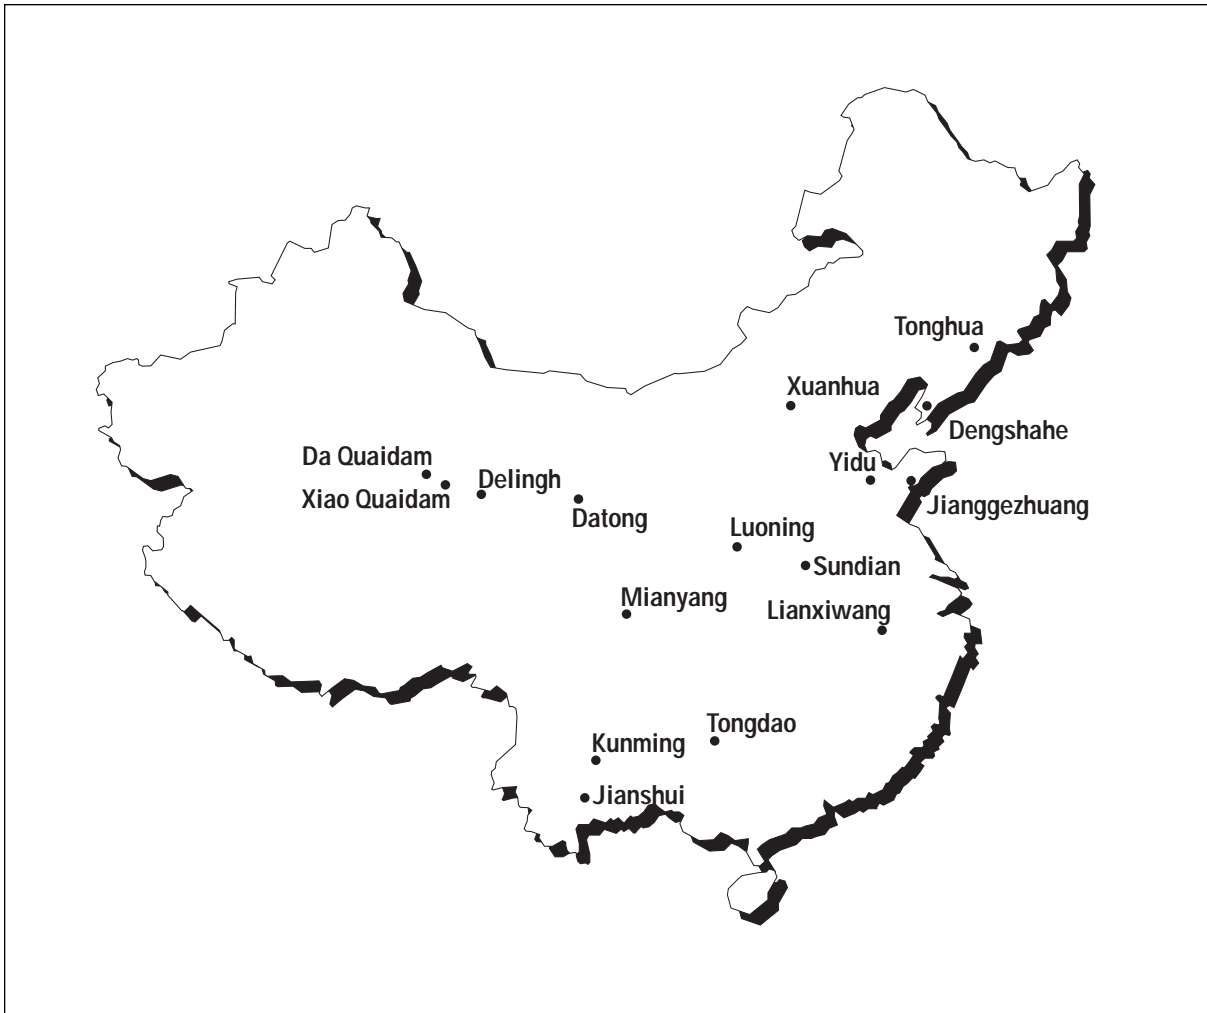 Tonghua
Xuanhua
Dengshahe
Da Quaidam
Yidu
Delingh
Xiao Quaidam
Jianggezhuang
Datong
Luoning
Sundian
Mianyang
Lianxiwang
Tongdao
Kunming
Jianshui